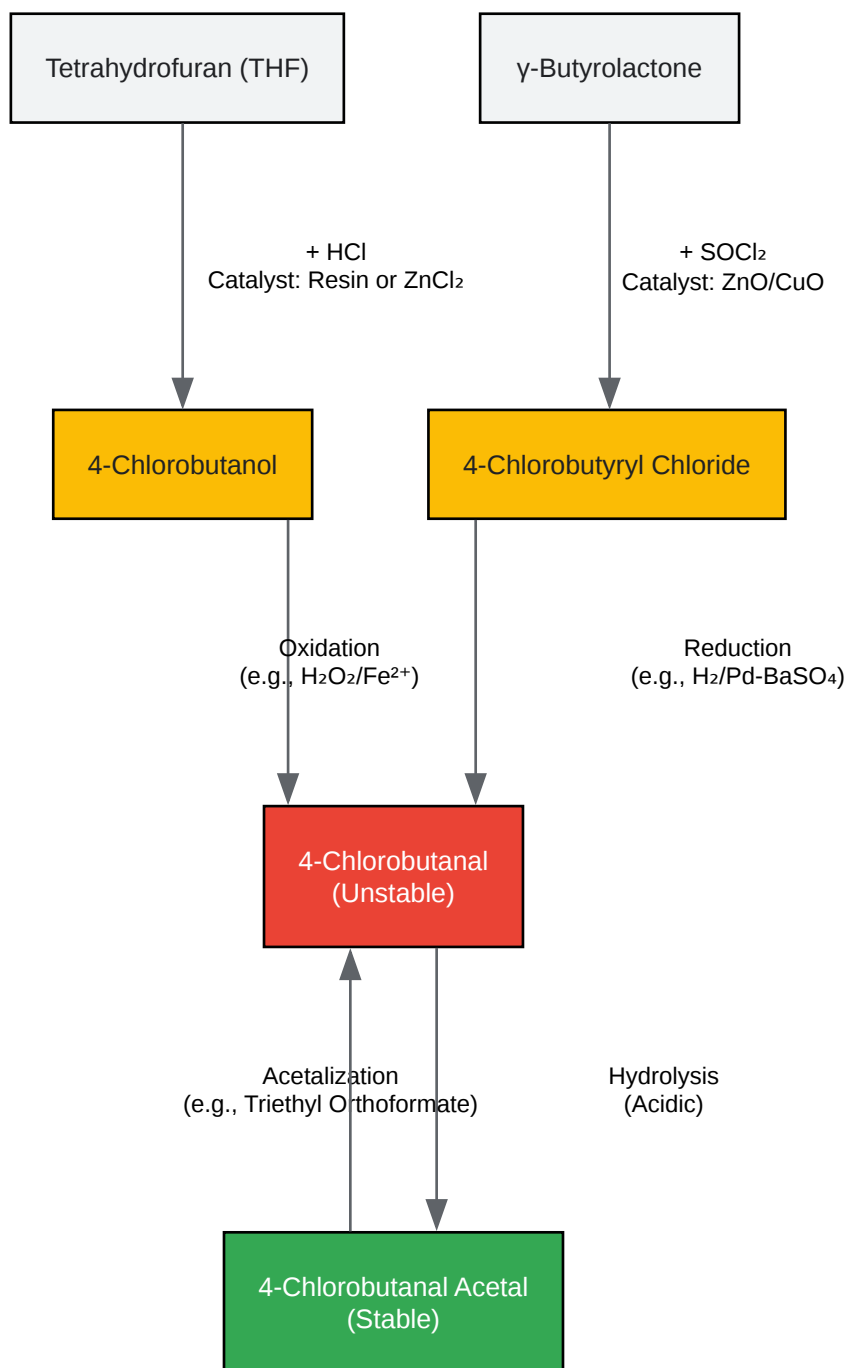 Tetrahydrofuran (THF)
γ-Butyrolactone
+ HCl
Catalyst: Resin or ZnCl₂
+ SOCl₂
Catalyst: ZnO/CuO
4-Chlorobutanol
4-Chlorobutyryl Chloride
Oxidation
(e.g., H₂O₂/Fe²⁺)
Reduction
(e.g., H₂/Pd-BaSO₄)
4-Chlorobutanal
(Unstable)
Acetalization
(e.g., Triethyl Orthoformate)
Hydrolysis
(Acidic)
4-Chlorobutanal Acetal
(Stable)